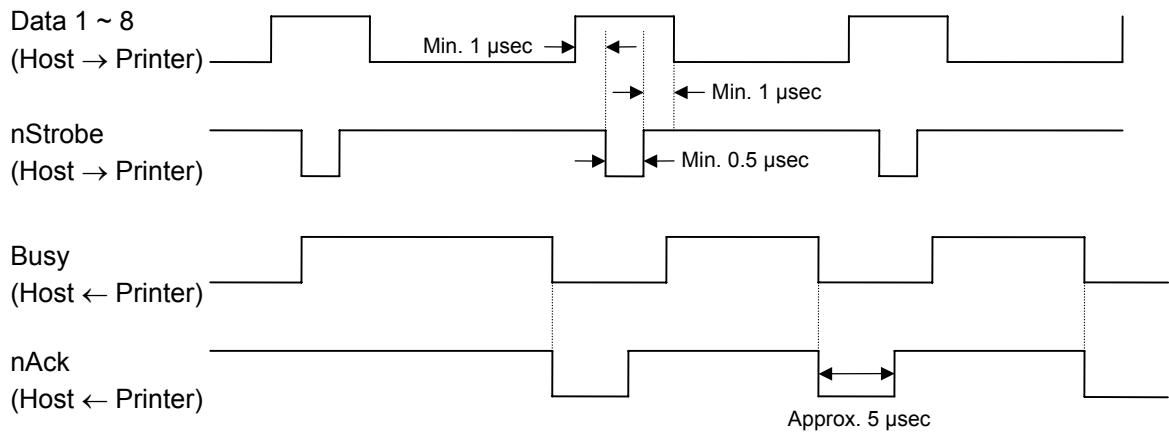 Data 1 ~ 8
(Host → Printer)
Min. 1 µsec
Min. 1 µsec
nStrobe
(Host → Printer)
Min. 0.5 µsec
Busy
(Host ← Printer)
nAck
(Host ← Printer)
Approx. 5 µsec